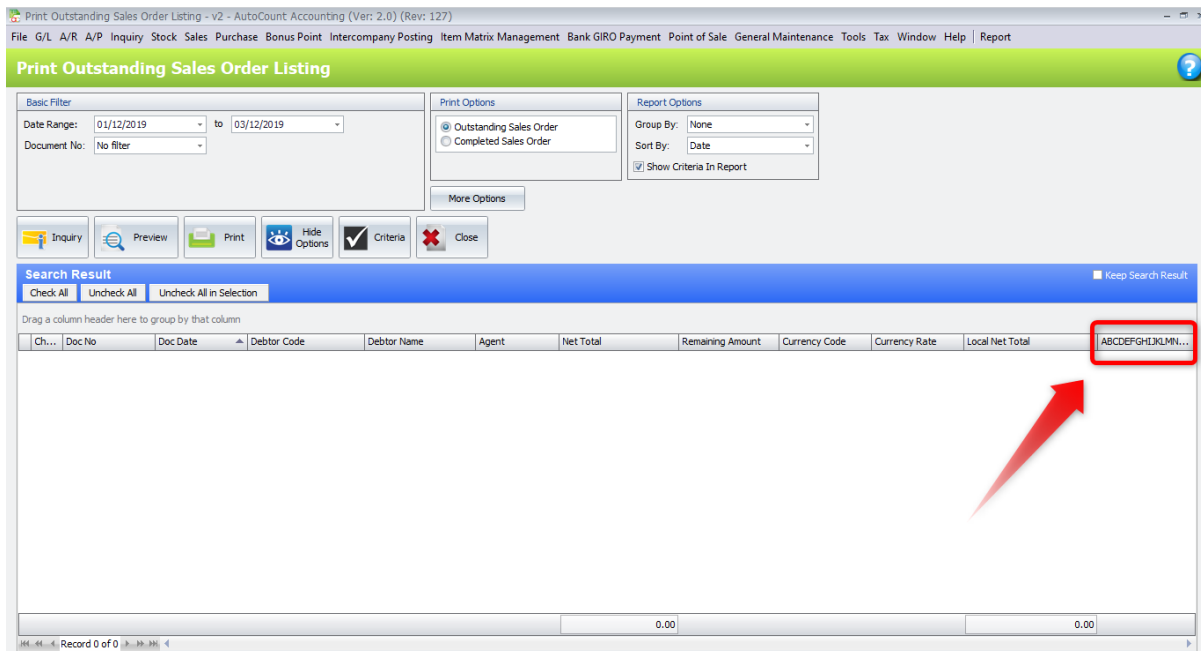 Print Outstanding Sales Order Listing - v2 - AutoCount Accounting (Ver: 2.0) (Rev: 127)
File G/L A/R A/P Inquiry Stock Sales Purchase Bonus Point Intercompany Posting Item Matrix Management Bank GIRO Payment Point of Sale General Maintenance Tools Tax Window Help Report
Print Outstanding Sales Order Listing
?
Basic Filter
Date Range: 01/12/2019 to 03/12/2019
Document No: No filter
Print Options
Outstanding Sales Order
Completed Sales Order
Report Options
Group By: None
Sort By: Date
Show Criteria In Report
More Options
Inquiry Preview Print Hide Options Criteria Close
Search Result
Keep Search Result
Check All Uncheck All Uncheck All in Selection
Drag a column header here to group by that column
Ch... Doc No Doc Date Debtor Code Debtor Name Agent Net Total Remaining Amount Currency Code Currency Rate Local Net Total ABCDEFGHIJKLMN...
0.00 0.00
Record 0 of 0